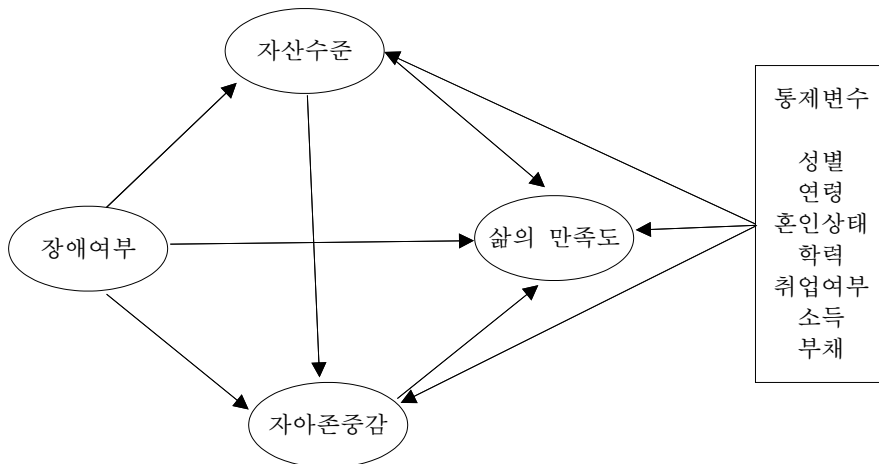 자산수준
통제변수
성별
연령
혼인상태
학력
취업여부
소득
부채
장애여부
삶의 만족도
자아존중감